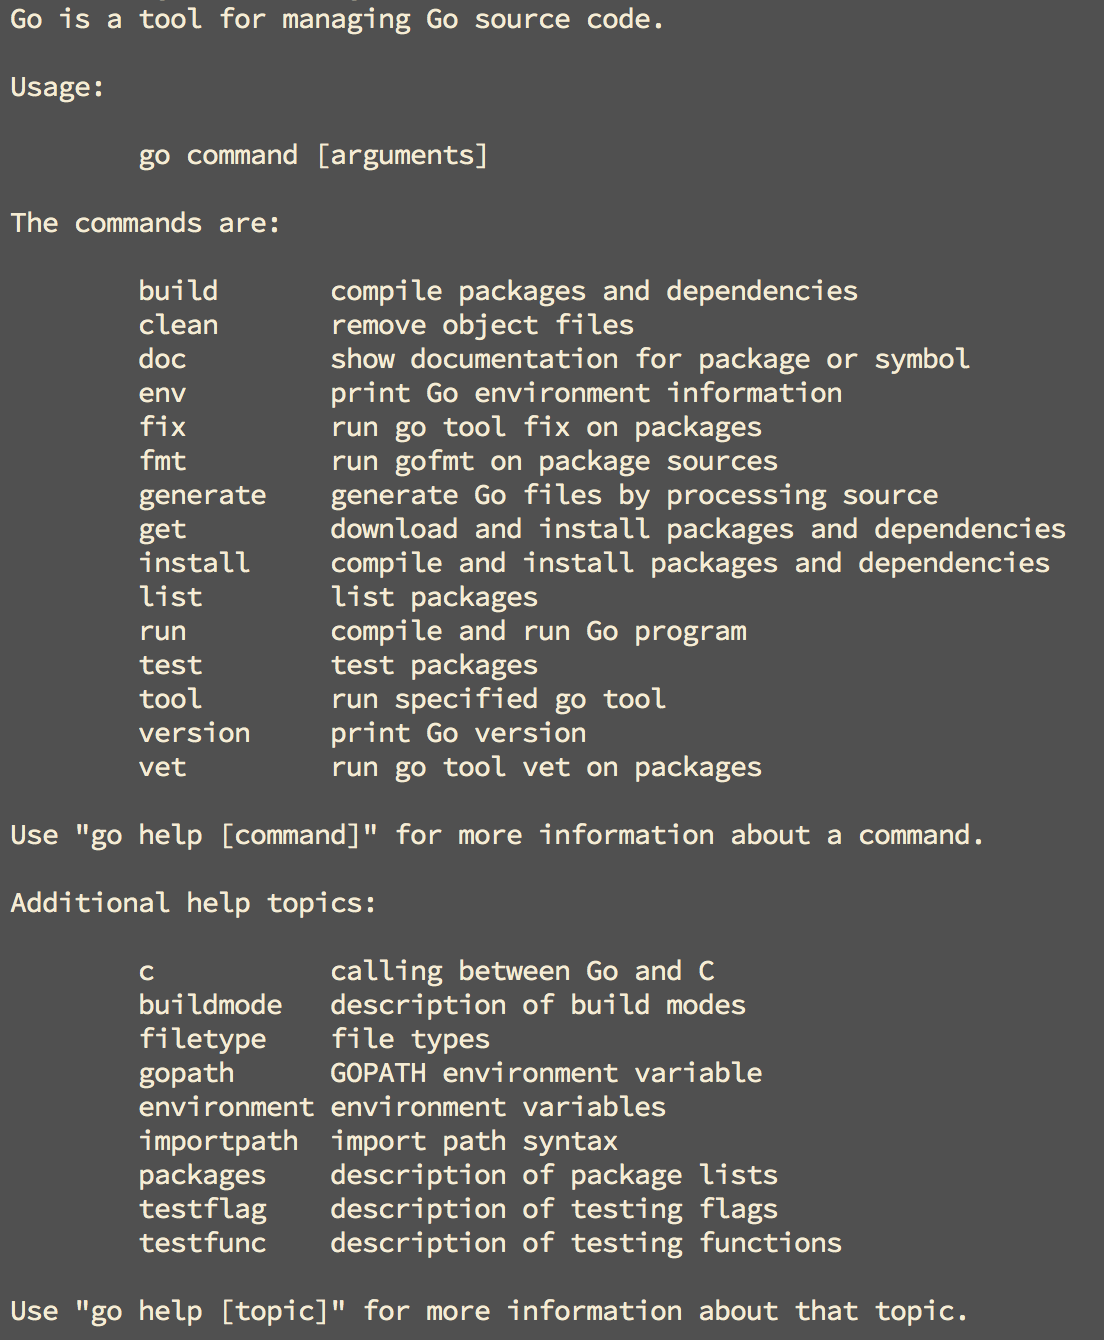 Go is a tool for managing Go source code.
Usage:
go command [arguments]
The commands are:
build compile packages and dependencies
clean remove object files
doc show documentation for package or symbol
env print Go environment information
fix run go tool fix on packages
fmt run gofmt on package sources
generate generate Go files by processing source
get download and install packages and dependencies
install compile and install packages and dependencies
list list packages
run compile and run Go program
test test packages
tool run specified go tool
version print Go version
vet run go tool vet on packages
Use "go help [command]" for more information about a command.
Additional help topics:
c calling between Go and C
buildmode description of build modes
filetype file types
gopath GOPATH environment variable
environment environment variables
importpath import path syntax
packages description of package lists
testflag description of testing flags
testfunc description of testing functions
Use "go help [topic]" for more information about that topic.